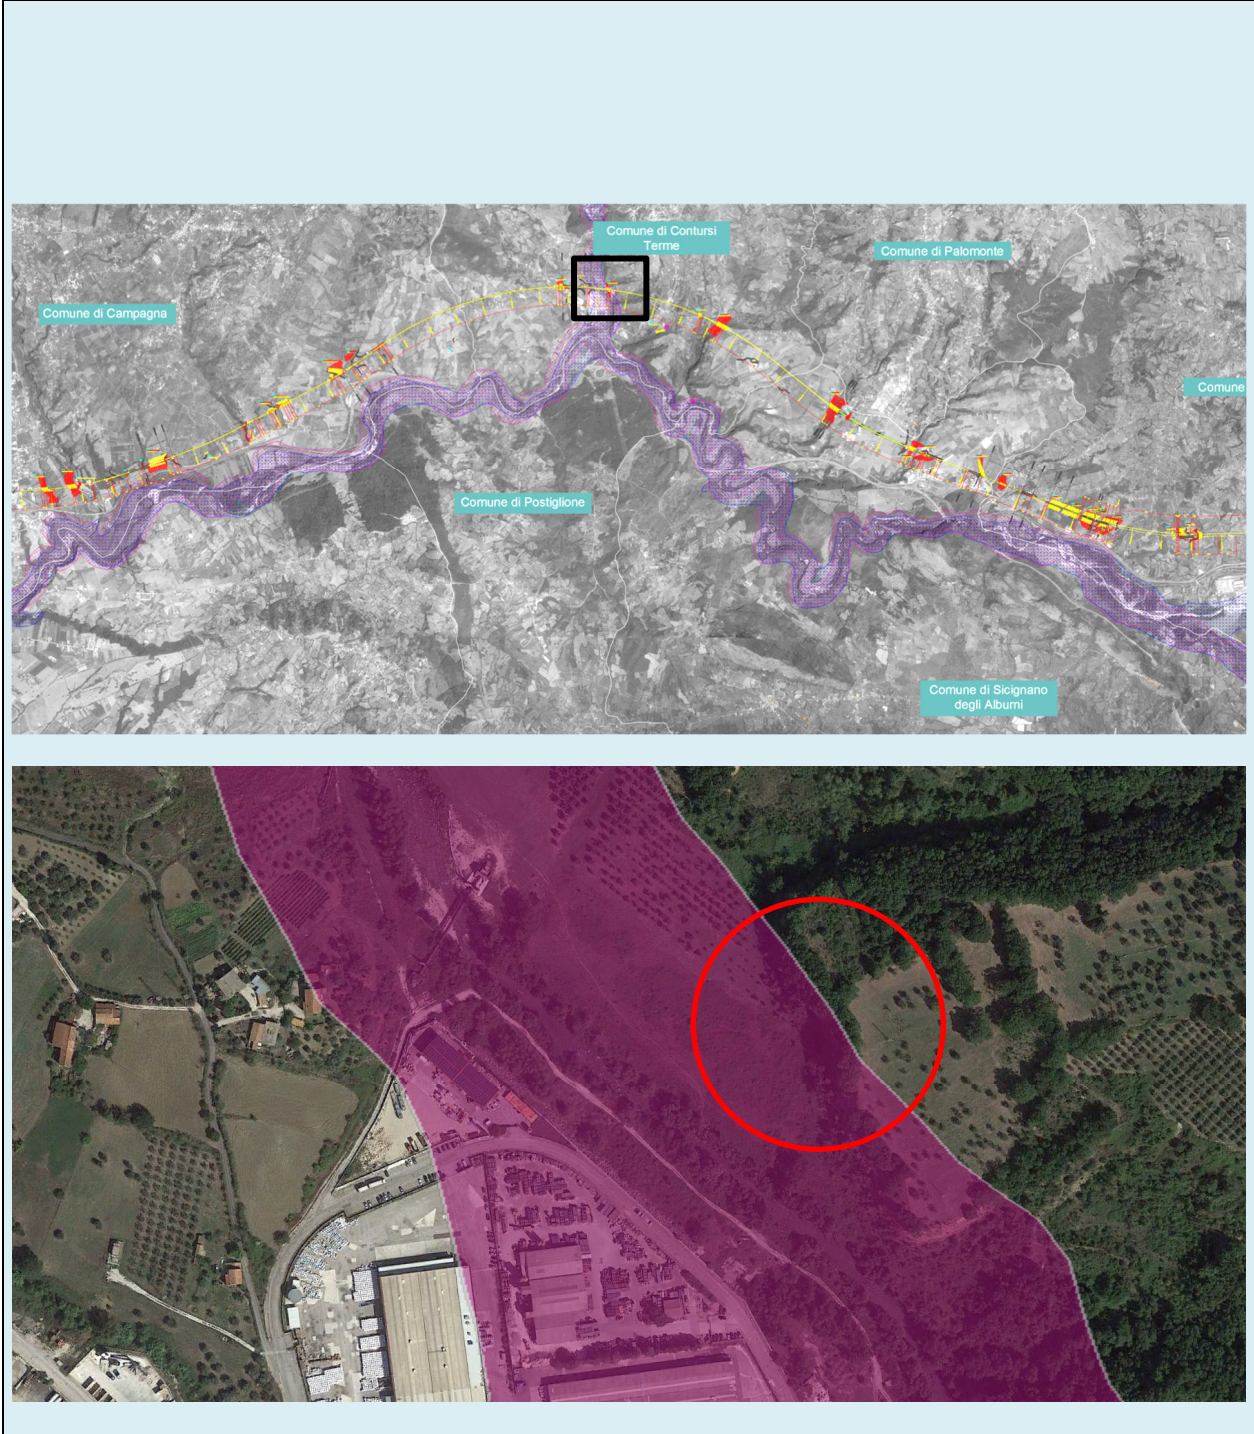 Comune di Contursi
Terme
Comune di Palomonte
Comune di Campagna
Comune
Comune di Postiglione
Comune di Sicignano
degli Alburni